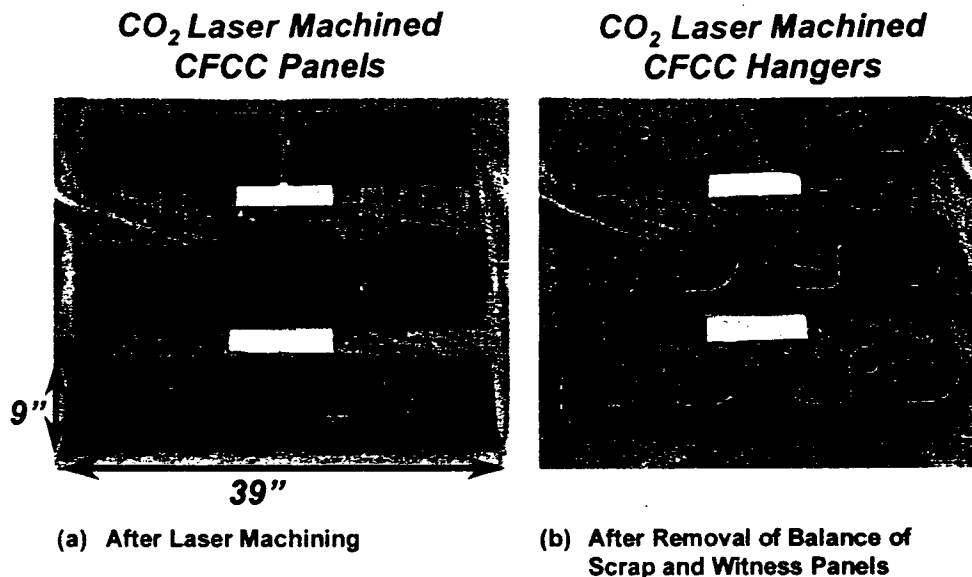 CO₂ Laser Machined
CFCC Panels
CO₂ Laser Machined
CFCC Hangers
9”
39”
(a) After Laser Machining
(b) After Removal of Balance of
Scrap and Witness Panels